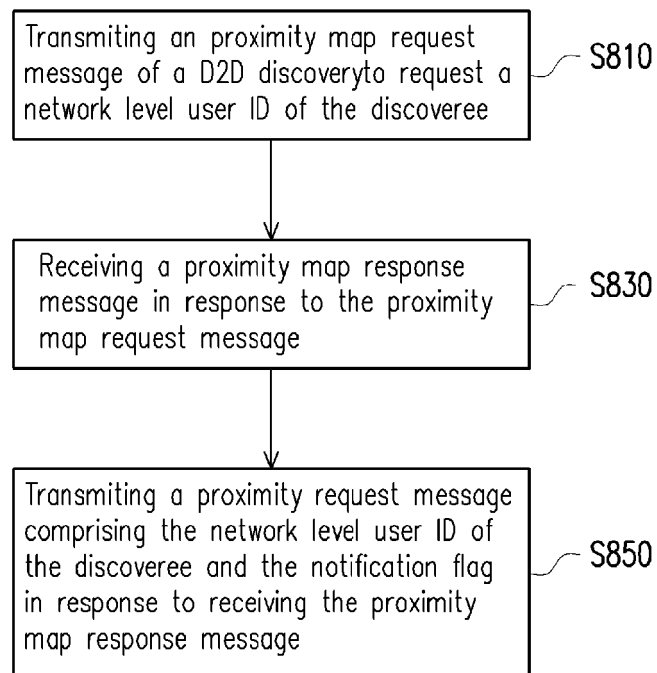 Transmiting an proximity map request
message of a D2D discoveryto request a
network level user ID of the discoveree
S810
Receiving a proximity map response
message in response to the proximity
map request message
S830
Transmiting a proximity request message
comprising the network level user ID of
the discoveree and the notification flag
in response to receiving the proximity
map response message
S850